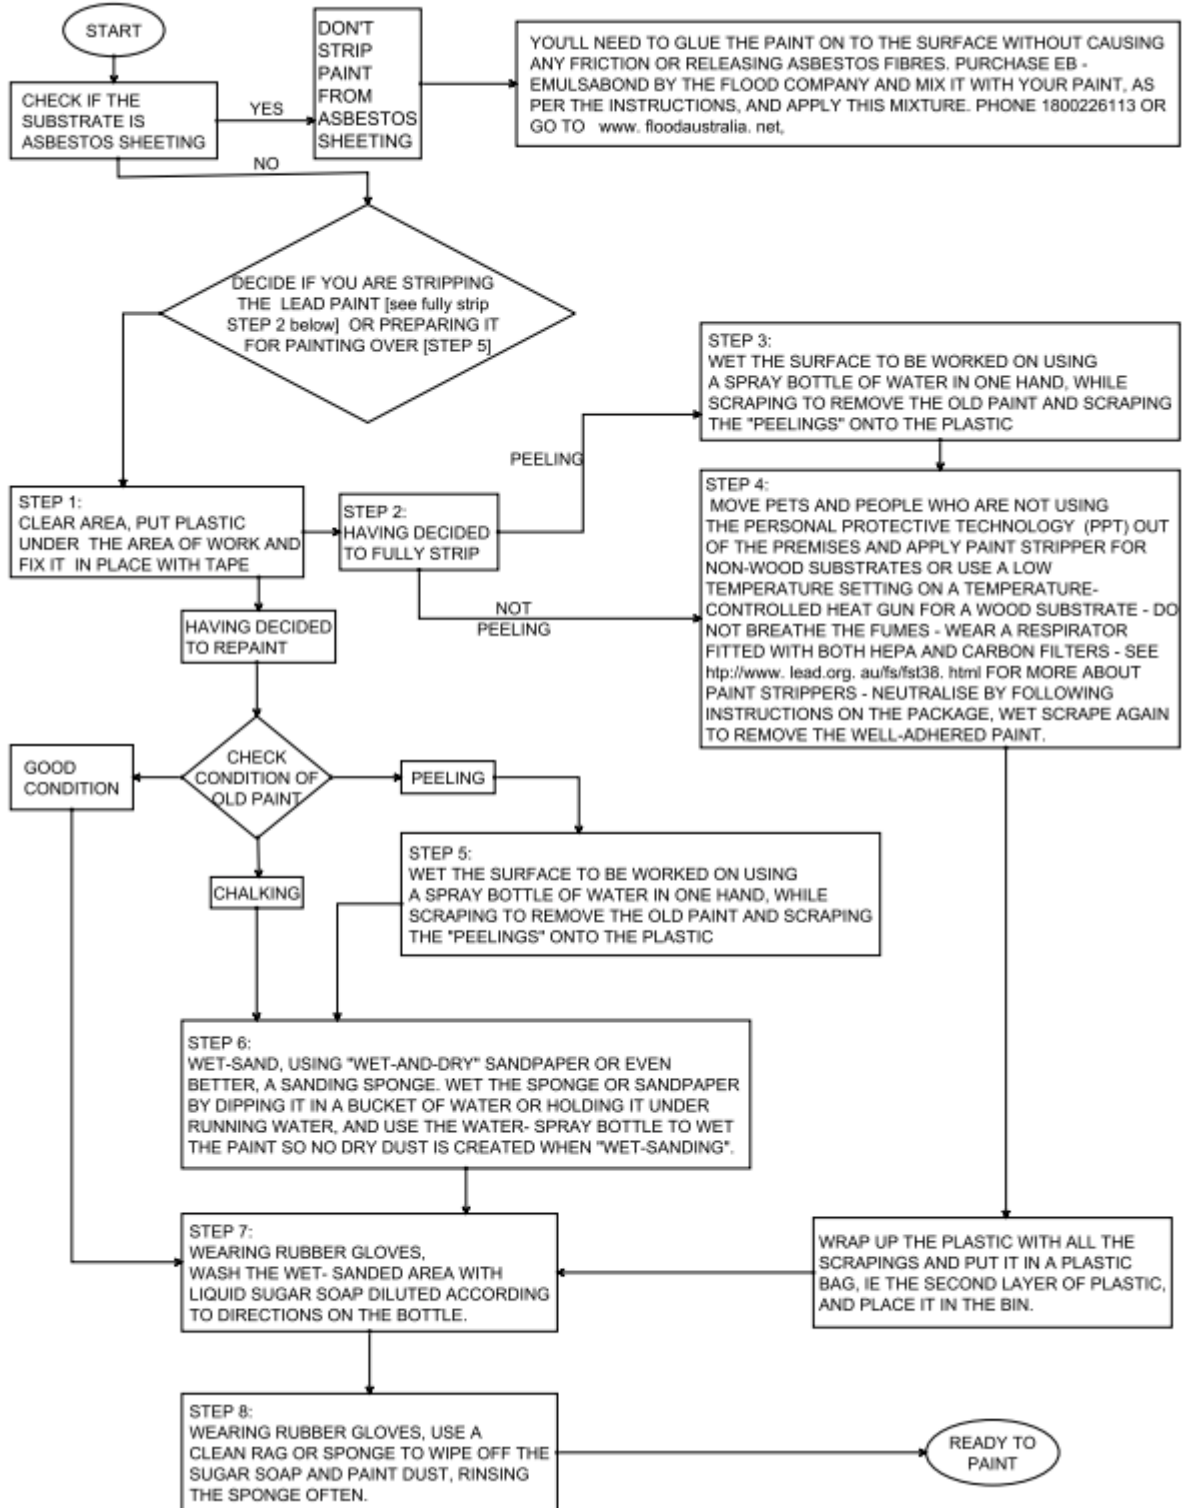 START
DON'T
STRIP
PAINT
FROM
ASBESTOS
SHEETING
YOU'LL NEED TO GLUE THE PAINT ON TO THE SURFACE WITHOUT CAUSING
ANY FRICTION OR RELEASING ASBESTOS FIBRES. PURCHASE EB -
EMULSABOND BY THE FLOOD COMPANY AND MIX IT WITH YOUR PAINT, AS
PER THE INSTRUCTIONS, AND APPLY THIS MIXTURE. PHONE 1800226113 OR
GO TO www. floodaustralia. net,
CHECK IF THE
SUBSTRATE IS
ASBESTOS SHEETING
YES
NO
DECIDE IF YOU ARE STRIPPING
THE LEAD PAINT [see fully strip
STEP 2 below] OR PREPARING IT
FOR PAINTING OVER [STEP 5]
STEP 3:
WET THE SURFACE TO BE WORKED ON USING
A SPRAY BOTTLE OF WATER IN ONE HAND, WHILE
SCRAPING TO REMOVE THE OLD PAINT AND SCRAPING
THE "PEELINGS" ONTO THE PLASTIC
PEELING
STEP 1:
CLEAR AREA, PUT PLASTIC
UNDER THE AREA OF WORK AND
FIX IT IN PLACE WITH TAPE
STEP 2:
HAVING DECIDED
TO FULLY STRIP
STEP 4:
MOVE PETS AND PEOPLE WHO ARE NOT USING
THE PERSONAL PROTECTIVE TECHNOLOGY (PPT) OUT
OF THE PREMISES AND APPLY PAINT STRIPPER FOR
NON-WOOD SUBSTRATES OR USE A LOW
TEMPERATURE SETTING ON A TEMPERATURE-
CONTROLLED HEAT GUN FOR A WOOD SUBSTRATE - DO
NOT BREATHE THE FUMES - WEAR A RESPIRATOR
FITTED WITH BOTH HEPA AND CARBON FILTERS - SEE
htp://www. lead.org. au/fs/fst38. html FOR MORE ABOUT
PAINT STRIPPERS - NEUTRALISE BY FOLLOWING
INSTRUCTIONS ON THE PACKAGE, WET SCRAPE AGAIN
TO REMOVE THE WELL-ADHERED PAINT.
NOT
PEELING
HAVING DECIDED
TO REPAINT
GOOD
CONDITION
CHECK
CONDITION OF
OLD PAINT
PEELING
STEP 5:
WET THE SURFACE TO BE WORKED ON USING
A SPRAY BOTTLE OF WATER IN ONE HAND, WHILE
SCRAPING TO REMOVE THE OLD PAINT AND SCRAPING
THE "PEELINGS" ONTO THE PLASTIC
CHALKING
STEP 6:
WET-SAND, USING "WET-AND-DRY" SANDPAPER OR EVEN
BETTER, A SANDING SPONGE. WET THE SPONGE OR SANDPAPER
BY DIPPING IT IN A BUCKET OF WATER OR HOLDING IT UNDER
RUNNING WATER, AND USE THE WATER- SPRAY BOTTLE TO WET
THE PAINT SO NO DRY DUST IS CREATED WHEN "WET-SANDING".
STEP 7:
WEARING RUBBER GLOVES,
WASH THE WET- SANDED AREA WITH
LIQUID SUGAR SOAP DILUTED ACCORDING
TO DIRECTIONS ON THE BOTTLE.
WRAP UP THE PLASTIC WITH ALL THE
SCRAPINGS AND PUT IT IN A PLASTIC
BAG, IE THE SECOND LAYER OF PLASTIC,
AND PLACE IT IN THE BIN.
STEP 8:
WEARING RUBBER GLOVES, USE A
CLEAN RAG OR SPONGE TO WIPE OFF THE
SUGAR SOAP AND PAINT DUST, RINSING
THE SPONGE OFTEN.
READY TO
PAINT